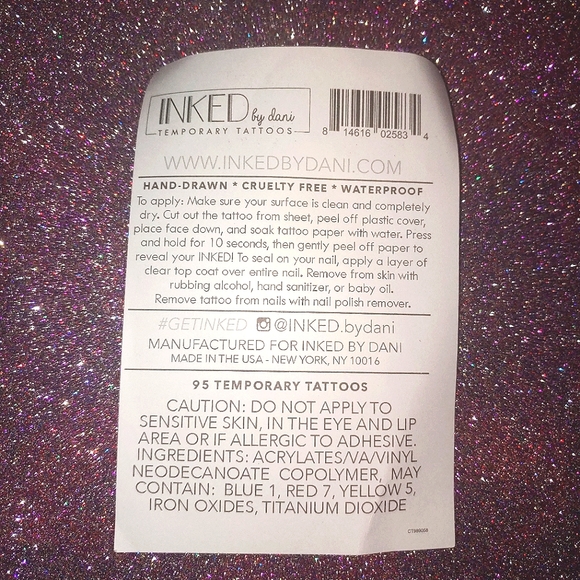 INKED by dani
TEMPORARY TATTOOS
8 14616 02583 4
WWW.INKEDBYDANI.COM
HAND-DRAWN * CRUELTY FREE * WATERPROOF
To apply: Make sure your surface is clean and completely
dry. Cut out the tattoo from sheet, peel off plastic cover,
place face down, and soak tattoo paper with water. Press
and hold for 10 seconds, then gently peel off paper to
reveal your INKED! To seal on your nail, apply a layer of
clear top coat over entire nail. Remove from skin with
rubbing alcohol, hand sanitizer, or baby oil.
Remove tattoo from nails with nail polish remover.
#GETINKED @INKED.bydani
MANUFACTURED FOR INKED BY DANI
MADE IN THE USA - NEW YORK, NY 10016
95 TEMPORARY TATTOOS
CAUTION: DO NOT APPLY TO
SENSITIVE SKIN, IN THE EYE AND LIP
AREA OR IF ALLERGIC TO ADHESIVE.
INGREDIENTS: ACRYLATES/VA/VINYL
NEODECANOATE COPOLYMER, MAY
CONTAIN: BLUE 1, RED 7, YELLOW 5,
IRON OXIDES, TITANIUM DIOXIDE